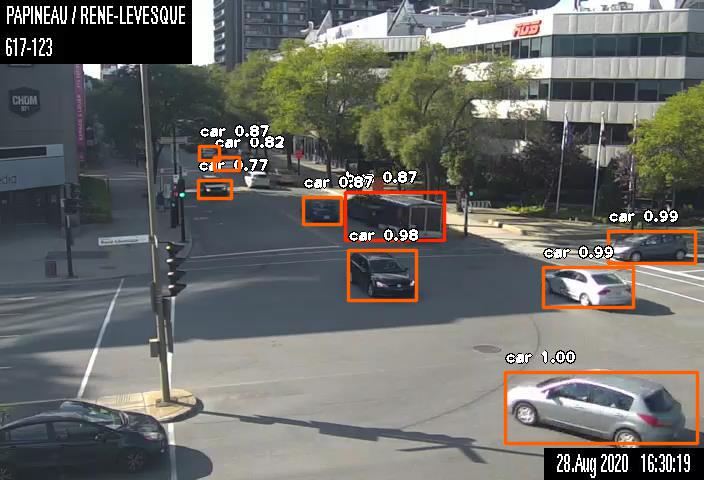 PAPINEAU / RENE-LEVESQUE
617-123
CHOM
car 0.87
car 0.82
car 0.77
car 0.87
0.87
car 0.98
car 0.99
car 0.99
car 1.00
28.Aug 2020 16:30:19